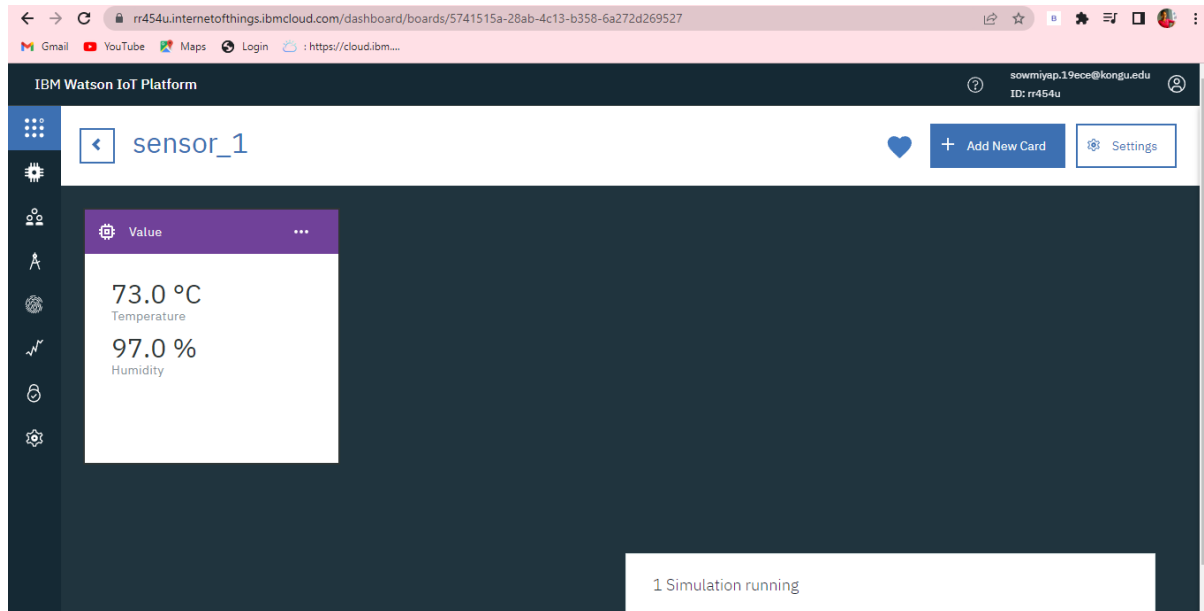 rr454u.internetofthings.ibmcloud.com/dashboard/boards/5741515a-28ab-4c13-b358-6a272d269527
Gmail YouTube Maps Login : https://cloud.ibm....
IBM Watson IoT Platform
sowmiyap.19ece@kongu.edu
ID: rr454u
sensor_1
+ Add New Card
Settings
Value
73.0 °C
Temperature
97.0 %
Humidity
1 Simulation running